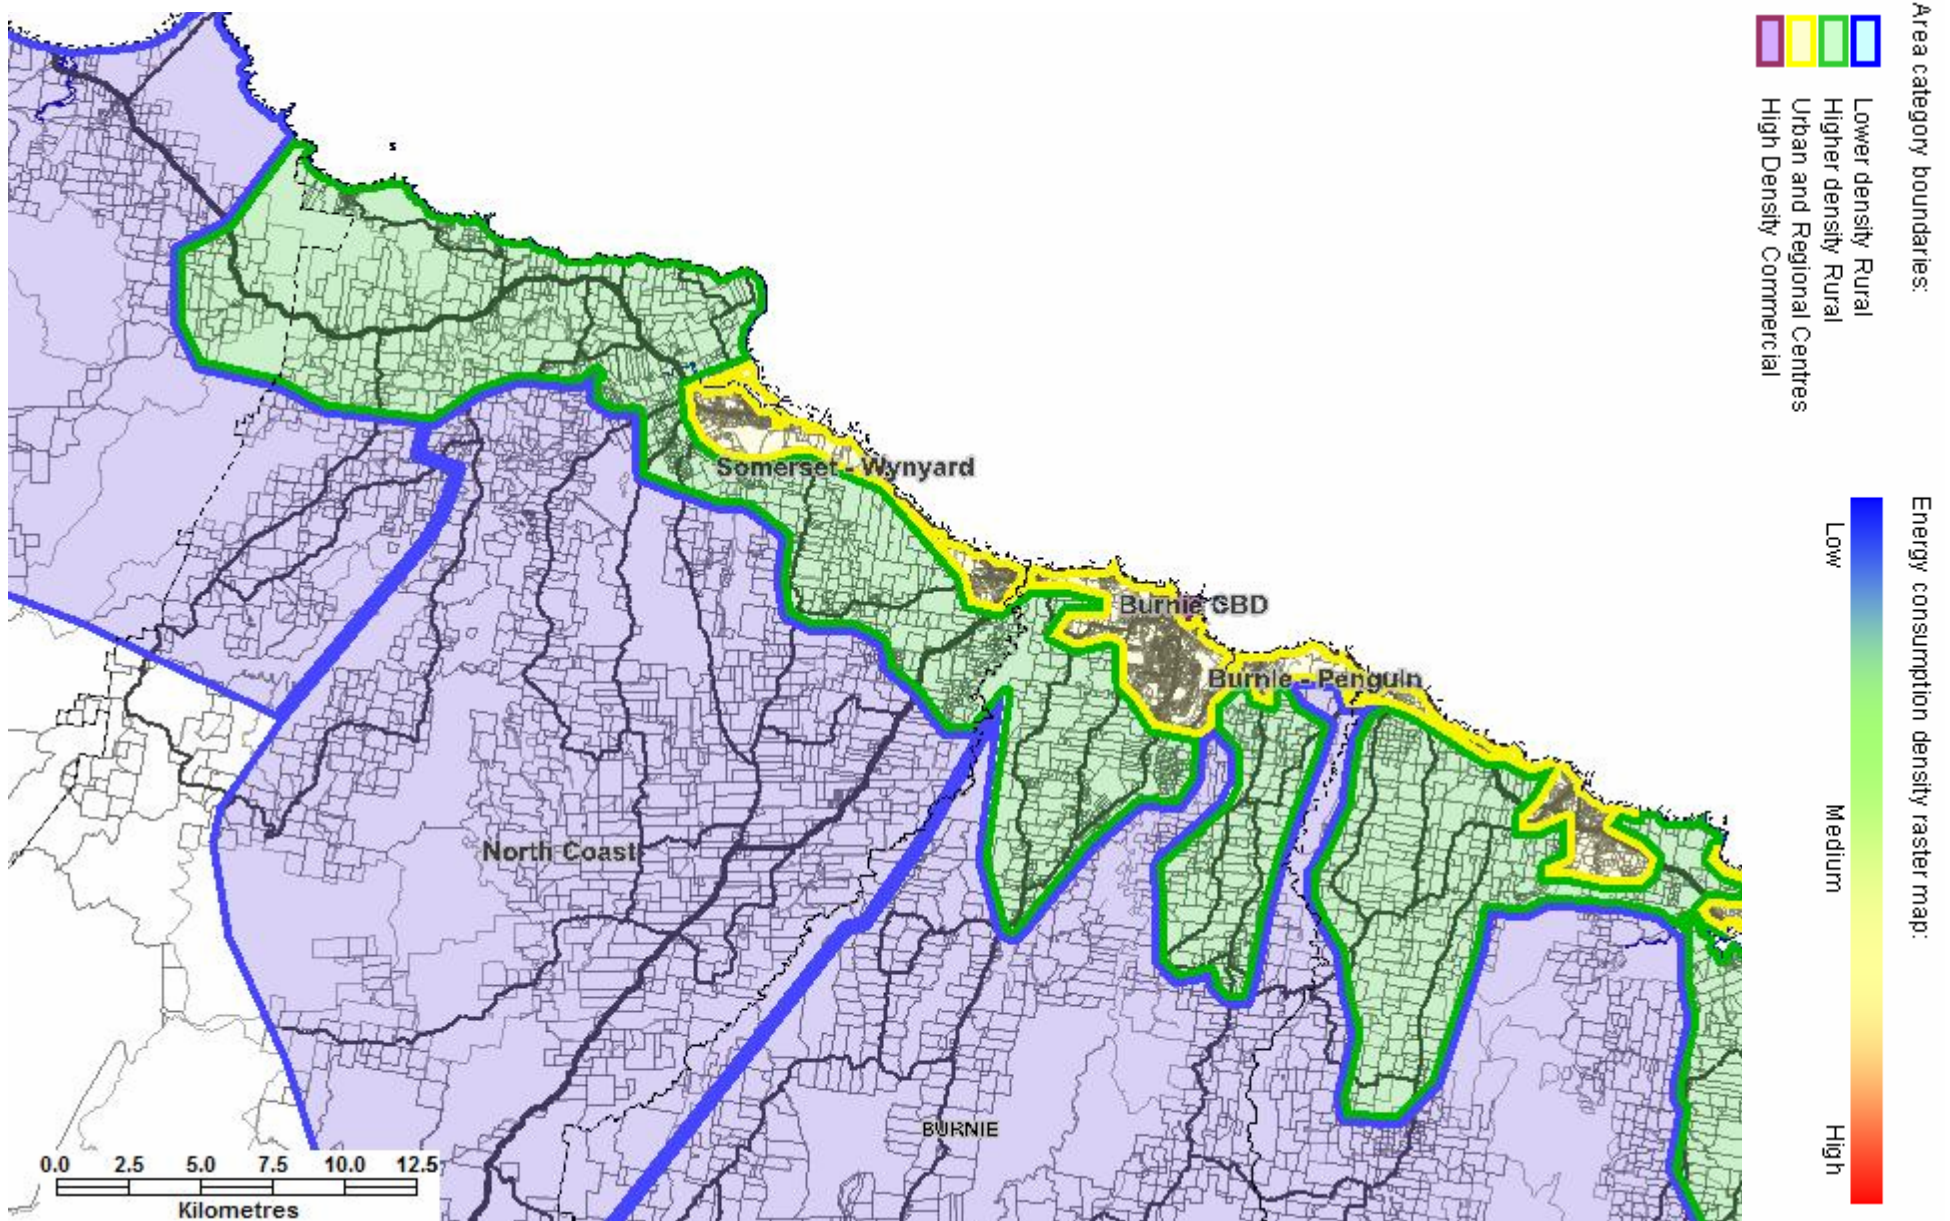 Area category boundaries:
Lower density Rural
Higher density Rural
Urban and Regional Centres
High Density Commercial
Energy consumption density raster map:
Low
Medium
High
Somerset - Wynyard
Burnie CBD
Burnie - Penguin
North Coast
BURNIE
0.0 2.5 5.0 7.5 10.0 12.5
Kilometres